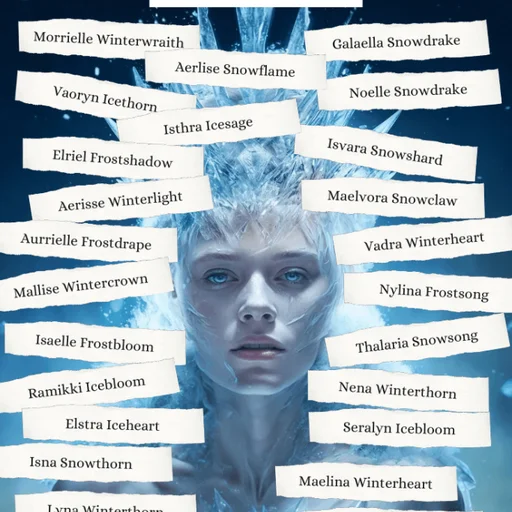 Morrielle Winterwraith
Galaella Snowdrake
Aerlise Snowflame
Vaoryn Icethorn
Noelle Snowdrake
Isthra Icesage
Elriel Frostshadow
Isvara Snowshard
Aerisse Winterlight
Maelvora Snowclaw
Aurrielle Frostdrape
Vadra Winterheart
Mallise Wintercrown
Nylina Frostsong
Isaelle Frostbloom
Thalaria Snowsong
Ramikki Icebloom
Nena Winterthorn
Elstra Iceheart
Seralyn Icebloom
Isna Snowthorn
Maelina Winterheart
Lyna Winterthorn